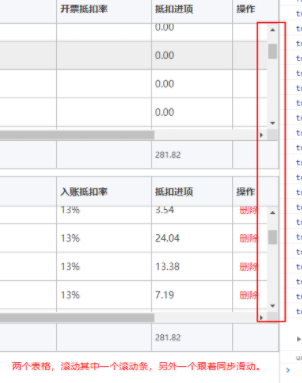 开票抵扣率 抵扣进项 操作
0.00
0.00
0.00
0.00
281.82
入账抵扣率 抵扣进项 操作
13% 3.54 删除
13% 24.04 删除
13% 13.38 删除
13% 7.19 删除
281.82
两个表格，滚动其中一个滚动条，另外一个跟着同步滑动。